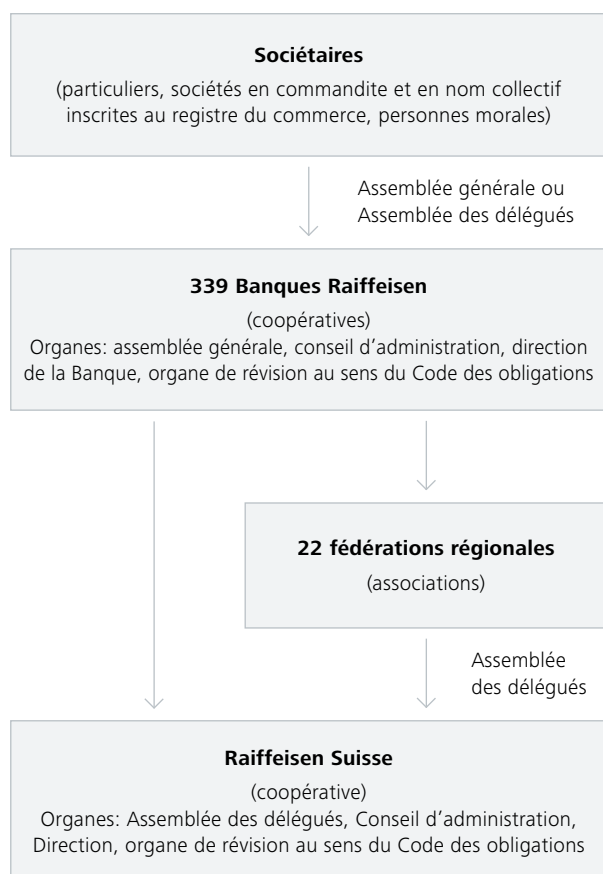 Sociétaires
(particuliers, sociétés en commandite et en nom collectif
inscrites au registre du commerce, personnes morales)
Assemblée générale ou
Assemblée des délégués
339 Banques Raiffeisen
(coopératives)
Organes: assemblée générale, conseil d’administration, direction
de la Banque, organe de révision au sens du Code des obligations
22 fédérations régionales
(associations)
Assemblée
des délégués
Raiffeisen Suisse
(coopérative)
Organes: Assemblée des délégués, Conseil d’administration,
Direction, organe de révision au sens du Code des obligations